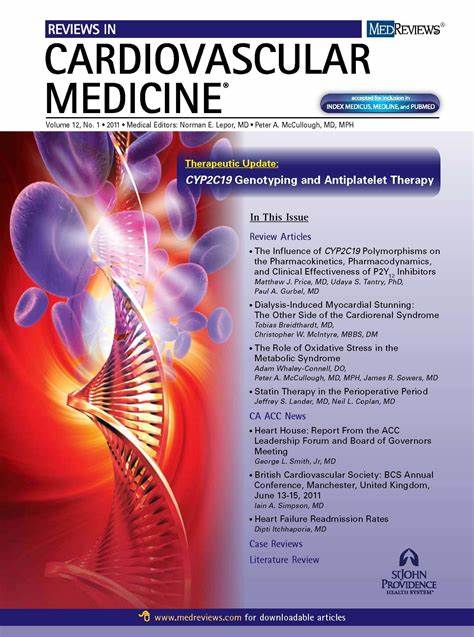 REVIEWS IN
MEDREVIEWS®
CARDIOVASCULAR
MEDICINE®
accepted for inclusion in
INDEX MEDICUS, MEDLINE, and PUBMED
Volume 12, No. 1 • 2011 • Medical Editors: Norman E. Lepor, MD • Peter A. McCullough, MD, MPH
Therapeutic Update:
CYP2C19 Genotyping and Antiplatelet Therapy
In This Issue
Review Articles
• The Influence of CYP2C19 Polymorphisms on
the Pharmacokinetics, Pharmacodynamics,
and Clinical Effectiveness of P2Y12 Inhibitors
Matthew J. Price, MD, Udaya S. Tantry, PhD,
Paul A. Gurbel, MD
• Dialysis-Induced Myocardial Stunning:
The Other Side of the Cardiorenal Syndrome
Tobias Breidthardt, MD,
Christopher W. McIntyre, MBBS, DM
• The Role of Oxidative Stress in the
Metabolic Syndrome
Adam Whaley-Connell, DO,
Peter A. McCullough, MD, MPH, James R. Sowers, MD
• Statin Therapy in the Perioperative Period
Jeffrey S. Lander, MD, Neil L. Coplan, MD
CA ACC News
• Heart House: Report From the ACC
Leadership Forum and Board of Governors
Meeting
George L. Smith, Jr, MD
• British Cardiovascular Society: BCS Annual
Conference, Manchester, United Kingdom,
June 13-15, 2011
Iain A. Simpson, MD
• Heart Failure Readmission Rates
Dipti Itchhaporia, MD
Case Reviews
Literature Review
ST JOHN
PROVIDENCE
HEALTH SYSTEM
www.medreviews.com for downloadable articles